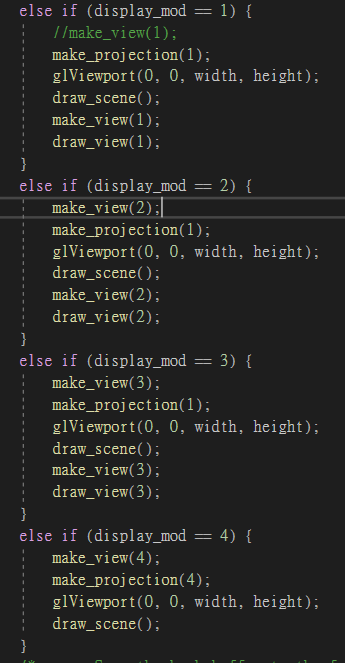 else if (display_mod == 1) {
    //make_view(1);
    make_projection(1);
    glViewport(0, 0, width, height);
    draw_scene();
    make_view(1);
    draw_view(1);
}
else if (display_mod == 2) {
    make_view(2);
    make_projection(1);
    glViewport(0, 0, width, height);
    draw_scene();
    make_view(2);
    draw_view(2);
}
else if (display_mod == 3) {
    make_view(3);
    make_projection(1);
    glViewport(0, 0, width, height);
    draw_scene();
    make_view(3);
    draw_view(3);
}
else if (display_mod == 4) {
    make_view(4);
    make_projection(4);
    glViewport(0, 0, width, height);
    draw_scene();
}